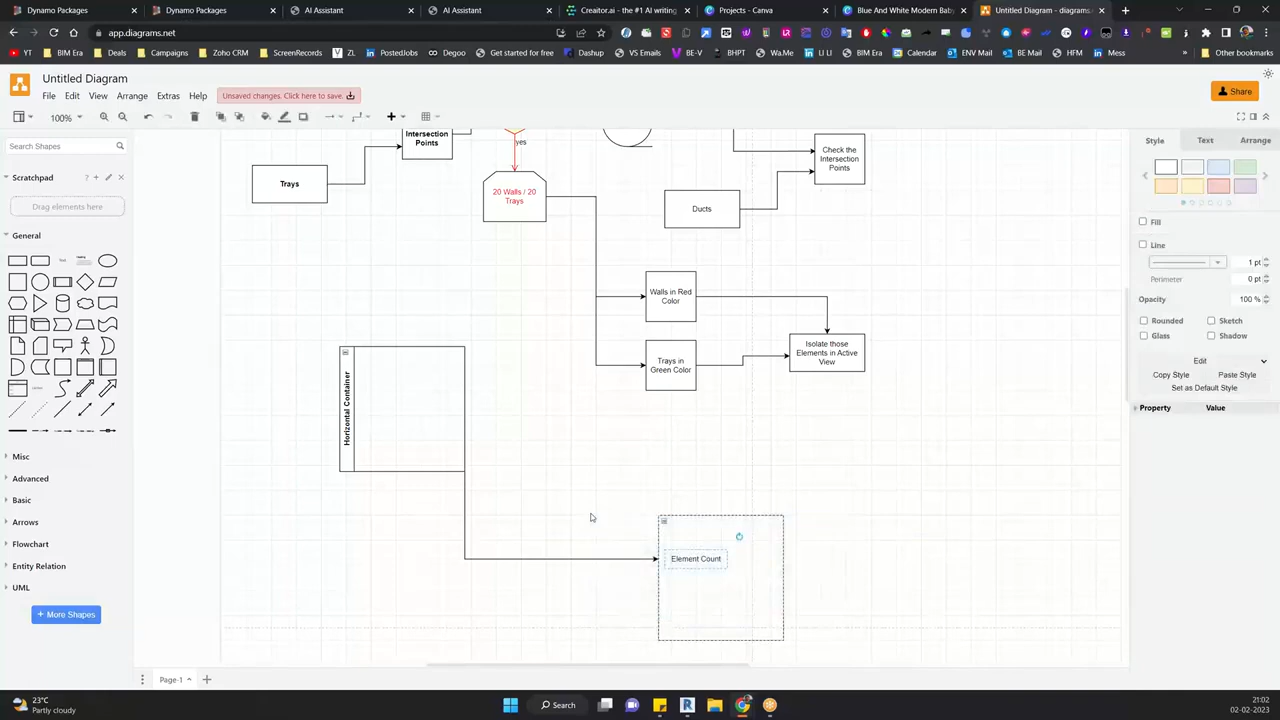 Dynamo Packages
Dynamo Packages
AI Assistant
AI Assistant
Creaitor.ai - the #1 AI writing
Projects - Canva
Blue And White Modern Baby
Untitled Diagram - diagrams
app.diagrams.net
YT
BIM Era
Deals
Campaigns
Zoho CRM
ScreenRecords
ZL
PostedJobs
Degoo
Get started for free
Dashup
VS Emails
BE-V
BHPT
Wa.Me
LI LI
BIM Era
Calendar
ENV Mail
BE Mail
HFM
Mess
Other bookmarks
Untitled Diagram
File
Edit
View
Arrange
Extras
Help
Unsaved changes. Click here to save.
Share
100%
Search Shapes
Scratchpad
Drag elements here
General
Misc
Advanced
Basic
Arrows
Flowchart
Entity Relation
UML
+ More Shapes
Intersection
Points
Trays
yes
20 Walls / 20
Trays
Check the
Intersection
Points
Ducts
Walls in Red
Color
Trays in
Green Color
Isolate those
Elements in Active
View
Horizontal Container
Element Count
Style
Text
Arrange
Fill
Line
1 pt
Perimeter
0 pt
Opacity
100 %
Rounded
Sketch
Glass
Shadow
Edit
Copy Style
Paste Style
Set as Default Style
Property
Value
Page-1
23°C
Partly cloudy
Search
21:02
02-02-2023